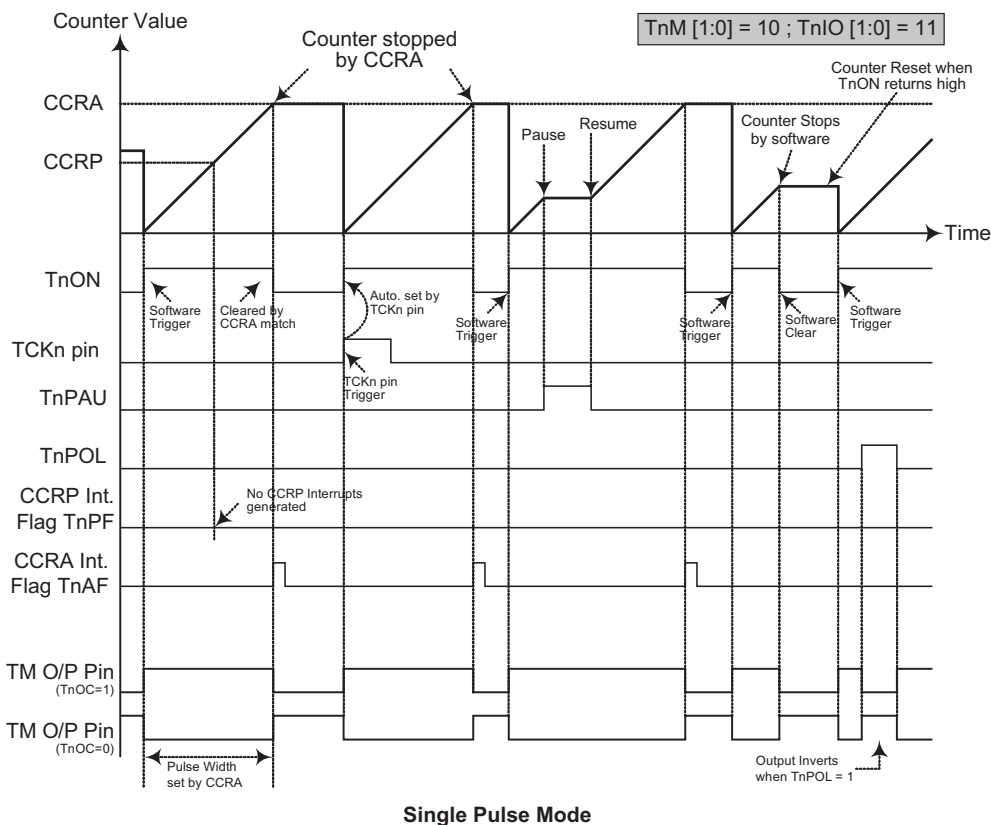 Counter Value
TnM [1:0] = 10 ; TnIO [1:0] = 11
Counter stopped
by CCRA
Counter Reset when
TnON returns high
CCRA
Pause
Resume
Counter Stops
by software
CCRP
Time
TnON
Software
Trigger
Cleared by
CCRA match
Auto. set by
TCKn pin
Software
Trigger
Software
Trigger
Software
Clear
Software
Trigger
TCKn pin
TCKn pin
Trigger
TnPAU
TnPOL
CCRP Int.
Flag TnPF
No CCRP Interrupts
generated
CCRA Int.
Flag TnAF
TM O/P Pin
(TnOC=1)
TM O/P Pin
(TnOC=0)
Pulse Width
set by CCRA
Output Inverts
when TnPOL = 1
Single Pulse Mode